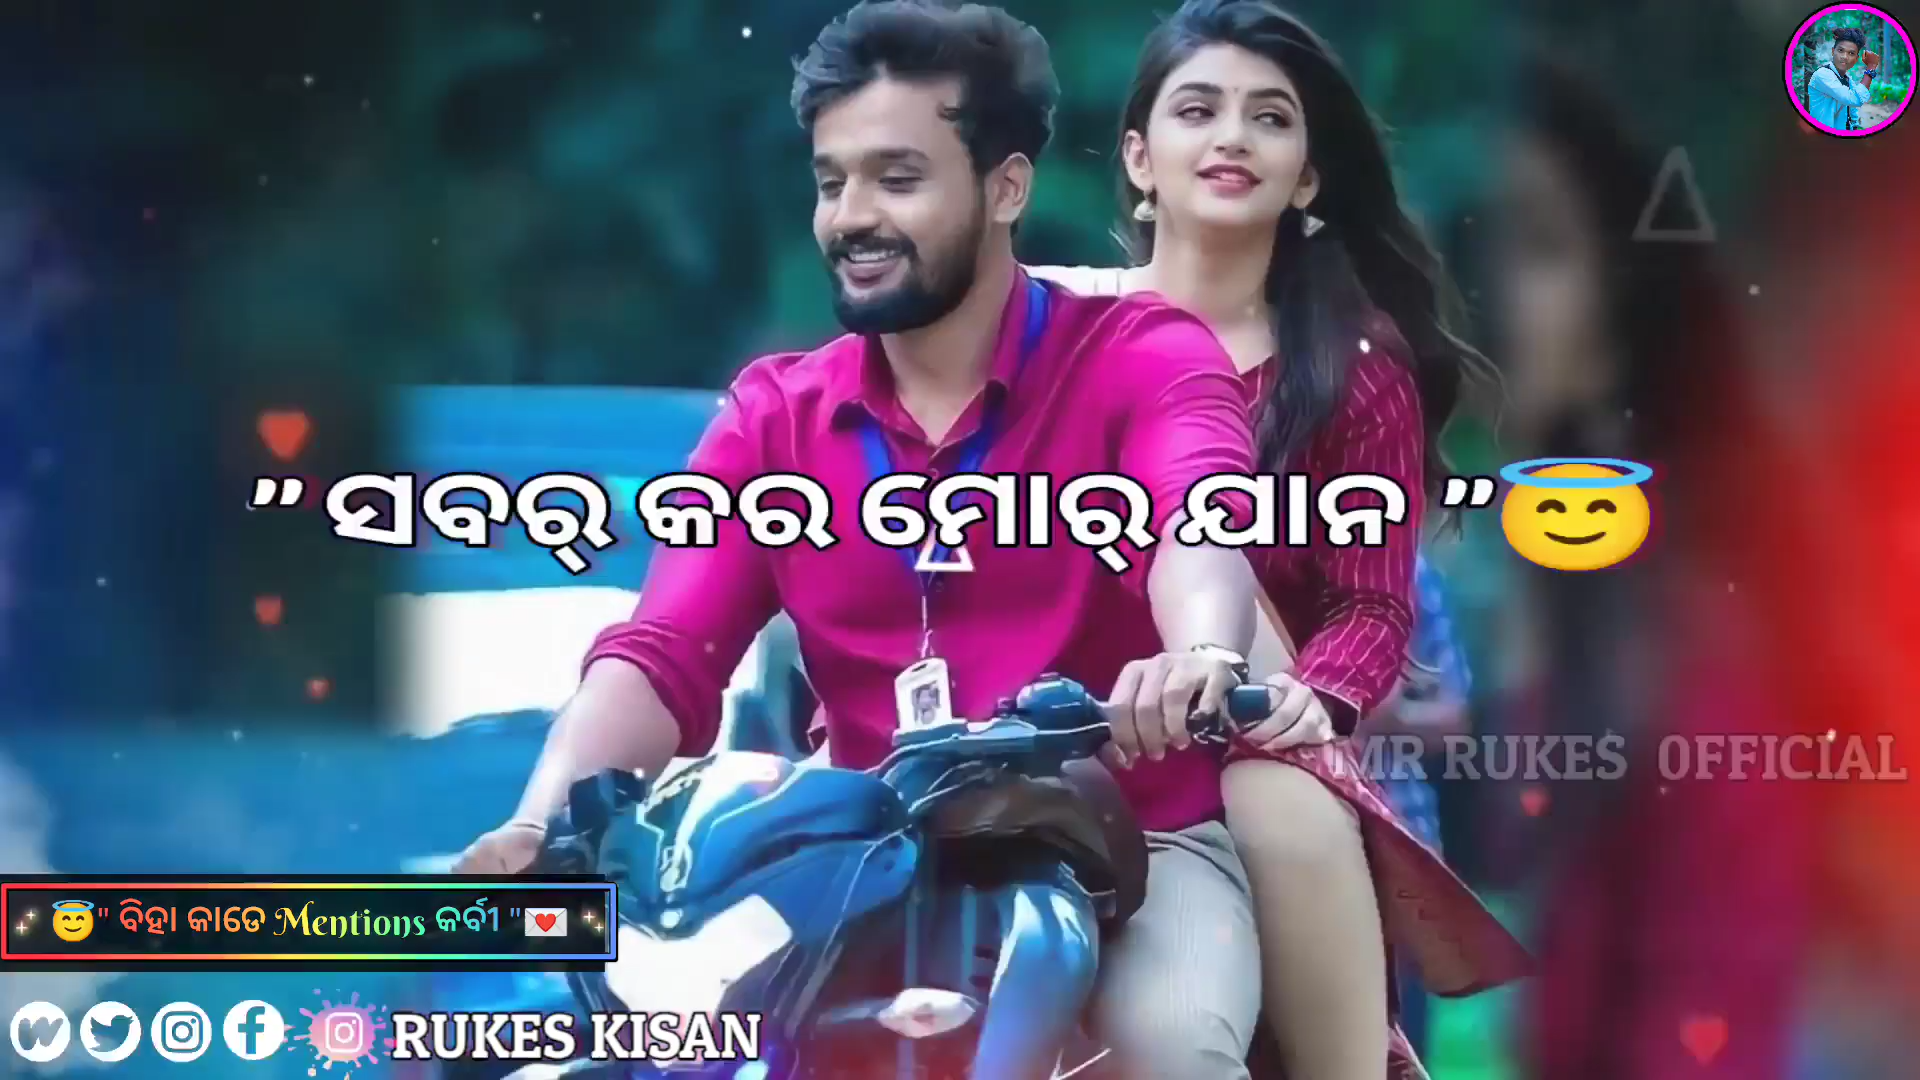 " ସବର୍ କର ମୋର୍ ଯାନ "
MR RUKES OFFICIAL
" ବିହା କାଡେ Mentions କର୍ବୀ "
RUKES KISAN